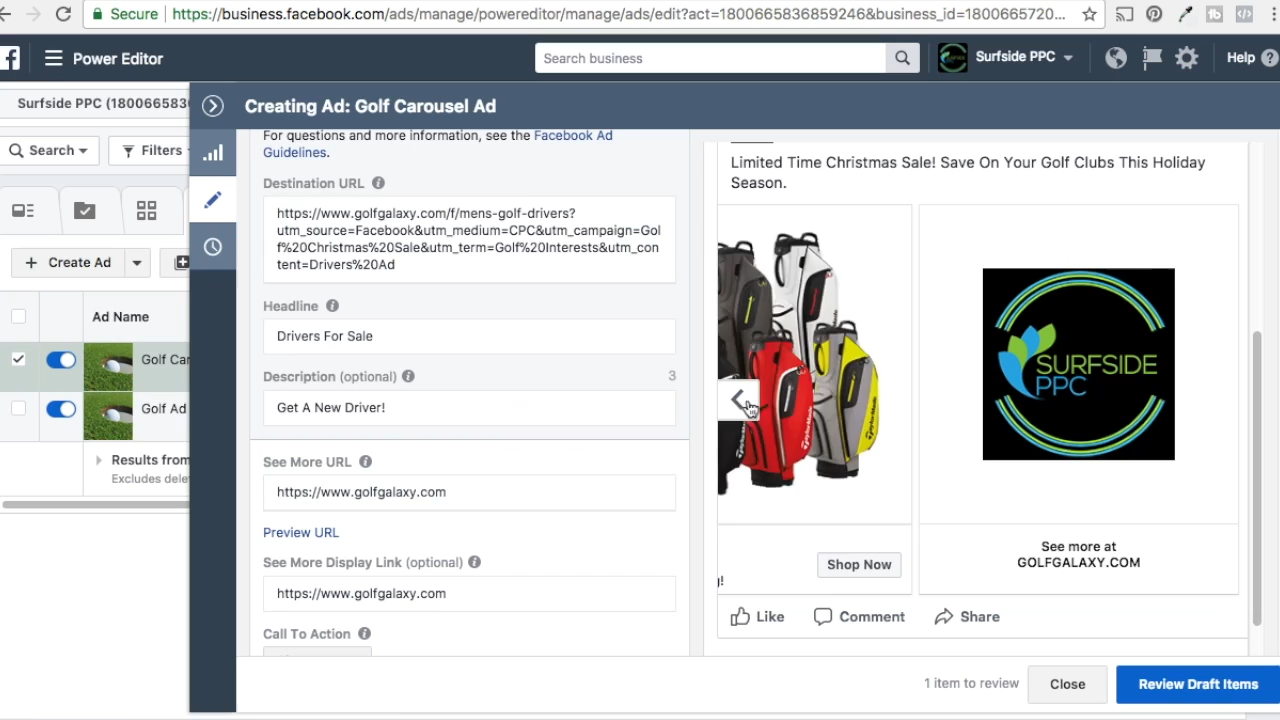 Secure
https://business.facebook.com/ads/manage/powereditor/manage/ads/edit?act=1800665836859246&business_id=1800665720...
Power Editor
Search business
Surfside PPC
Help
Surfside PPC (180066583
Creating Ad: Golf Carousel Ad
Search
Filters
Create Ad
Ad Name
Golf Car
Golf Ad
Results from
Excludes dele
For questions and more information, see the Facebook Ad
Guidelines.
Destination URL
https://www.golfgalaxy.com/f/mens-golf-drivers?
utm_source=Facebook&utm_medium=CPC&utm_campaign=Gol
f%20Christmas%20Sale&utm_term=Golf%20Interests&utm_con
tent=Drivers%20Ad
Headline
Drivers For Sale
Description (optional)
3
Get A New Driver!
See More URL
https://www.golfgalaxy.com
Preview URL
See More Display Link (optional)
https://www.golfgalaxy.com
Call To Action
Limited Time Christmas Sale! Save On Your Golf Clubs This Holiday
Season.
TaylorMade
TaylorMade
SURFSIDE
PPC
Shop Now
See more at
GOLFGALAXY.COM
Like
Comment
Share
1 item to review
Close
Review Draft Items